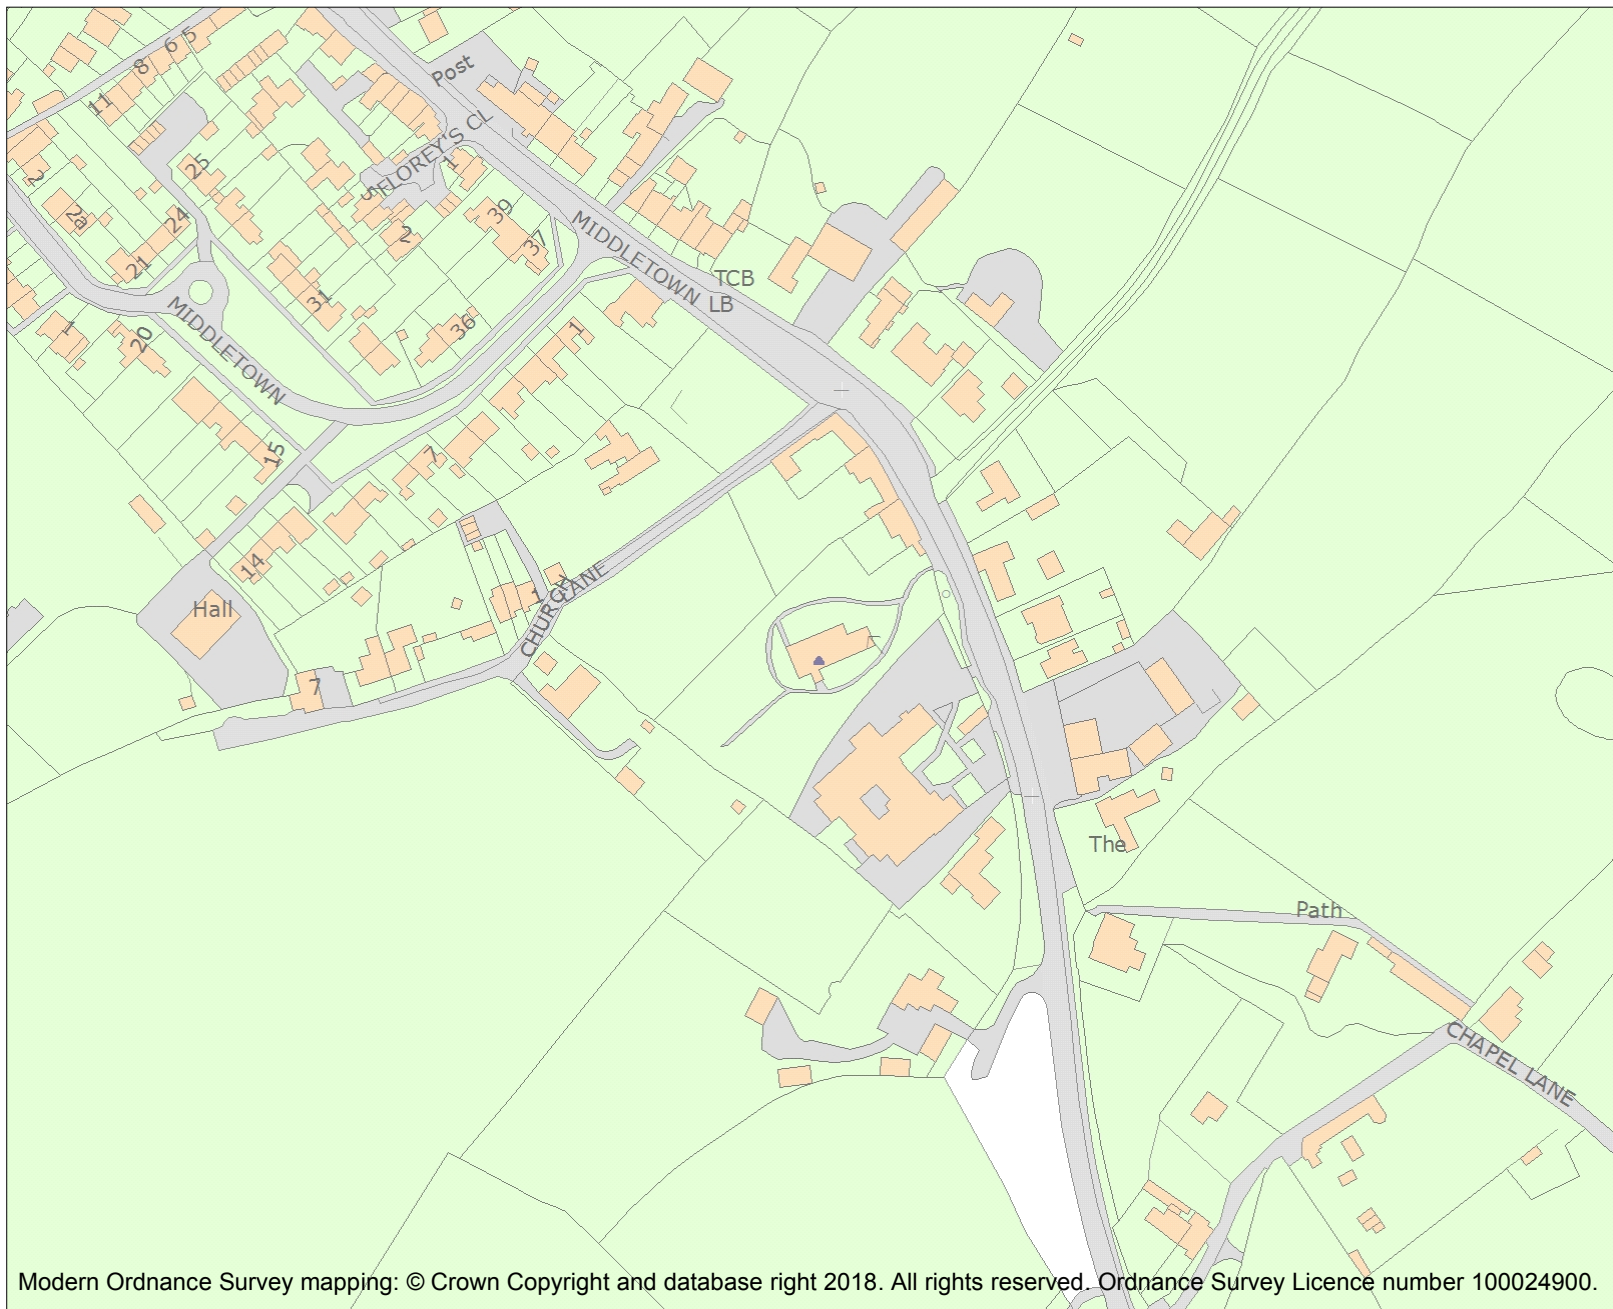 6 5
8
11
Post
FLOREY'S CL
1
5
25
2
2a
24
21
39
37
2
MIDDLETOWN
TCB
LB
31
36
1
MIDDLETOWN
1
20
15
7
14
Hall
1
CHURCH LANE
7
The
Path
CHAPEL LANE
Modern Ordnance Survey mapping: © Crown Copyright and database right 2018. All rights reserved. Ordnance Survey Licence number 100024900.